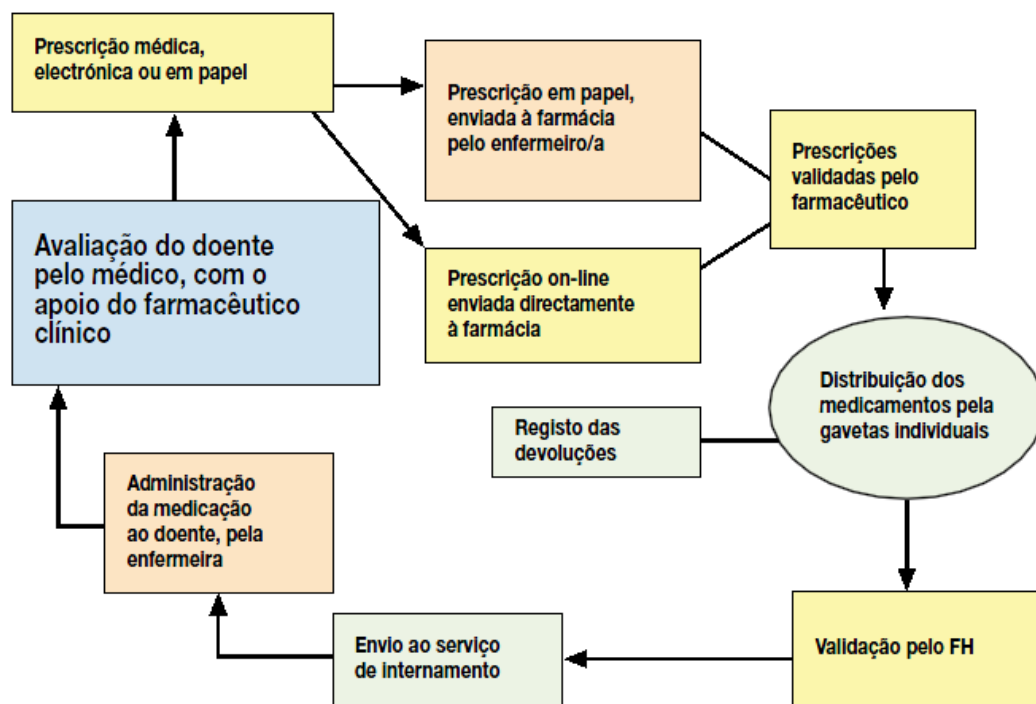 Prescrição médica,
electrónica ou em papel
Prescrição em papel,
enviada à farmácia
pelo enfermeiro/a
Prescrições
validadas pelo
farmacêutico
Avaliação do doente
pelo médico, com o
apoio do farmacêutico
clínico
Prescrição on-line
enviada directamente
à farmácia
Distribuição dos
medicamentos pela
gavetas individuais
Registo das
devoluções
Administração
da medicação
ao doente, pela
enfermeira
Envio ao serviço
de internamento
Validação pelo FH